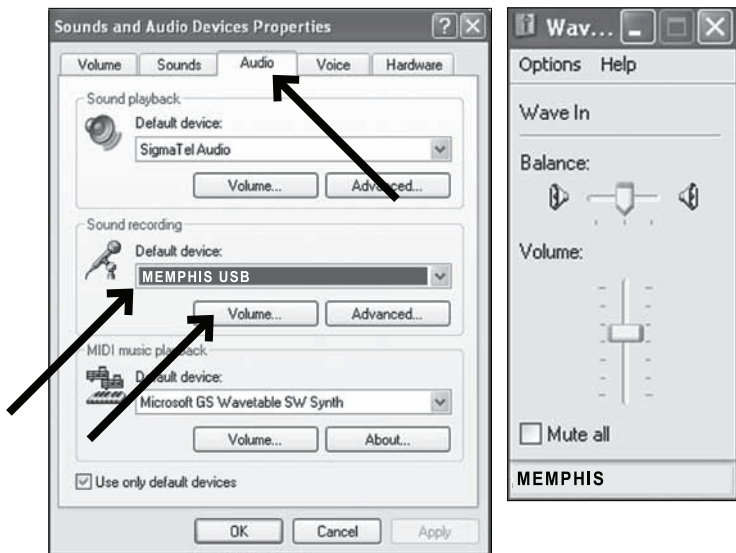 Sounds and Audio Devices Properties
Volume Sounds Audio Voice Hardware
Sound playback
Default device:
SigmaTel Audio
Volume... Advanced...
Sound recording
Default device:
MEMPHIS USB
Volume... Advanced...
MIDI music playback
Default device:
Microsoft GS Wavetable SW Synth
Volume... About...
Use only default devices
OK Cancel Apply
Wav...
Options Help
Wave In
Balance:
Volume:
Mute all
MEMPHIS